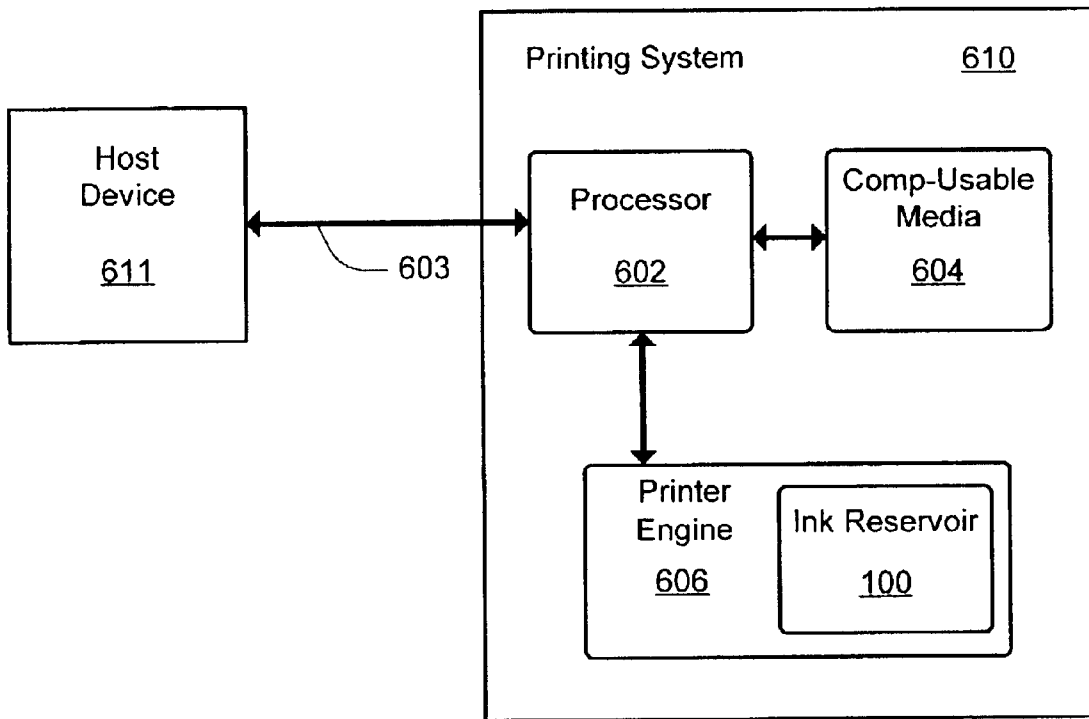 Printing System 610
Host
Device
611
603
Processor
602
Comp-Usable
Media
604
Printer
Engine
606
Ink Reservoir
100